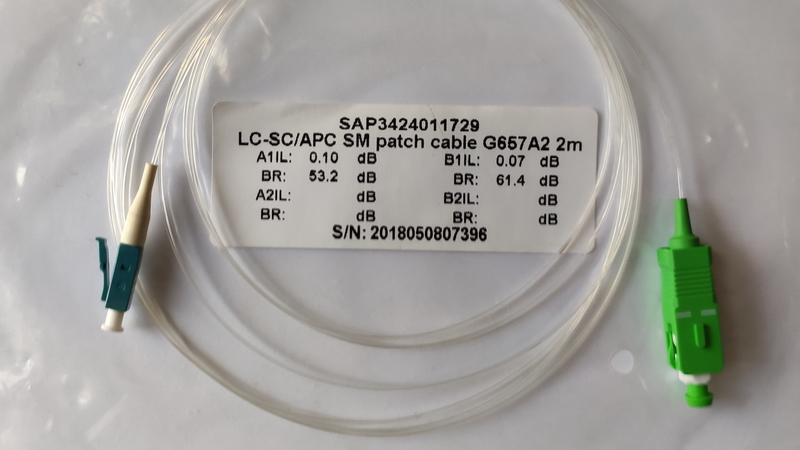 SAP3424011729
LC-SC/APC SM patch cable G657A2 2m
A1IL: 0.10 dB B1IL: 0.07 dB
BR: 53.2 dB BR: 61.4 dB
A2IL: dB B2IL: dB
BR: dB BR: dB
S/N: 2018050807396